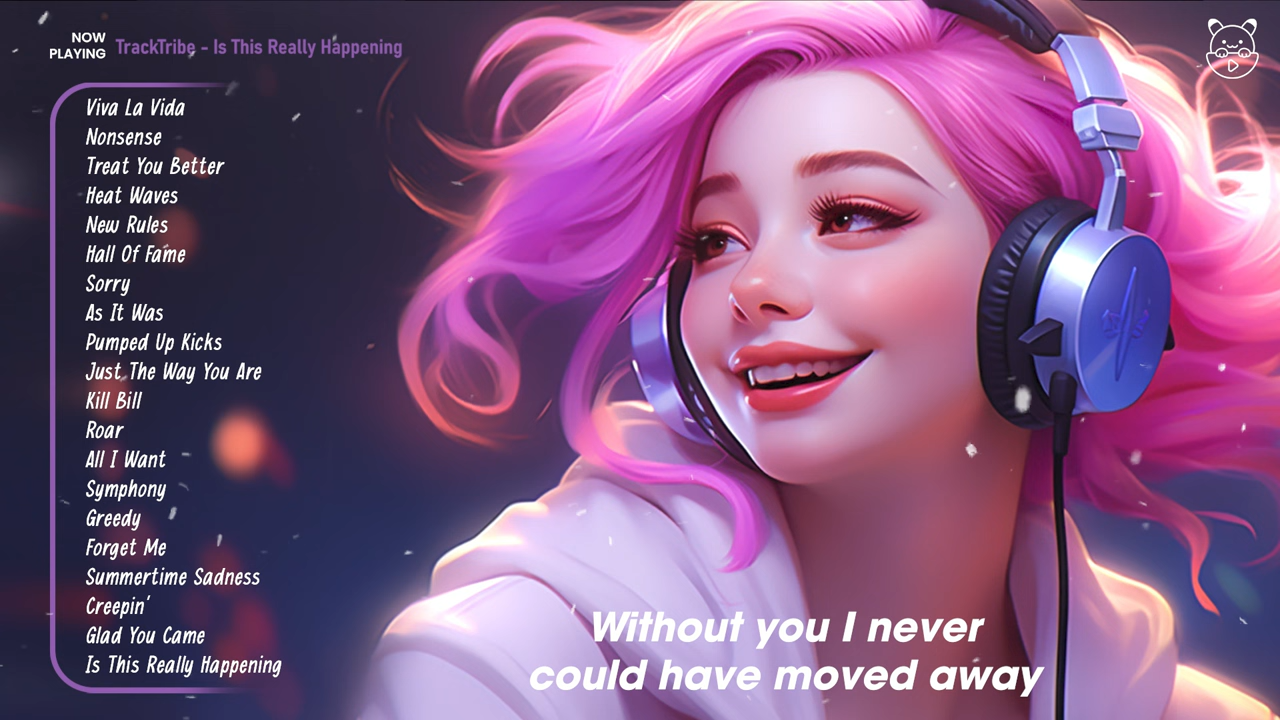 NOW
PLAYING
TrackTribe - Is This Really Happening
Viva La Vida
Nonsense
Treat You Better
Heat Waves
New Rules
Hall Of Fame
Sorry
As It Was
Pumped Up Kicks
Just The Way You Are
Kill Bill
Roar
All I Want
Symphony
Greedy
Forget Me
Summertime Sadness
Creepin'
Glad You Came
Is This Really Happening
Without you I never
could have moved away